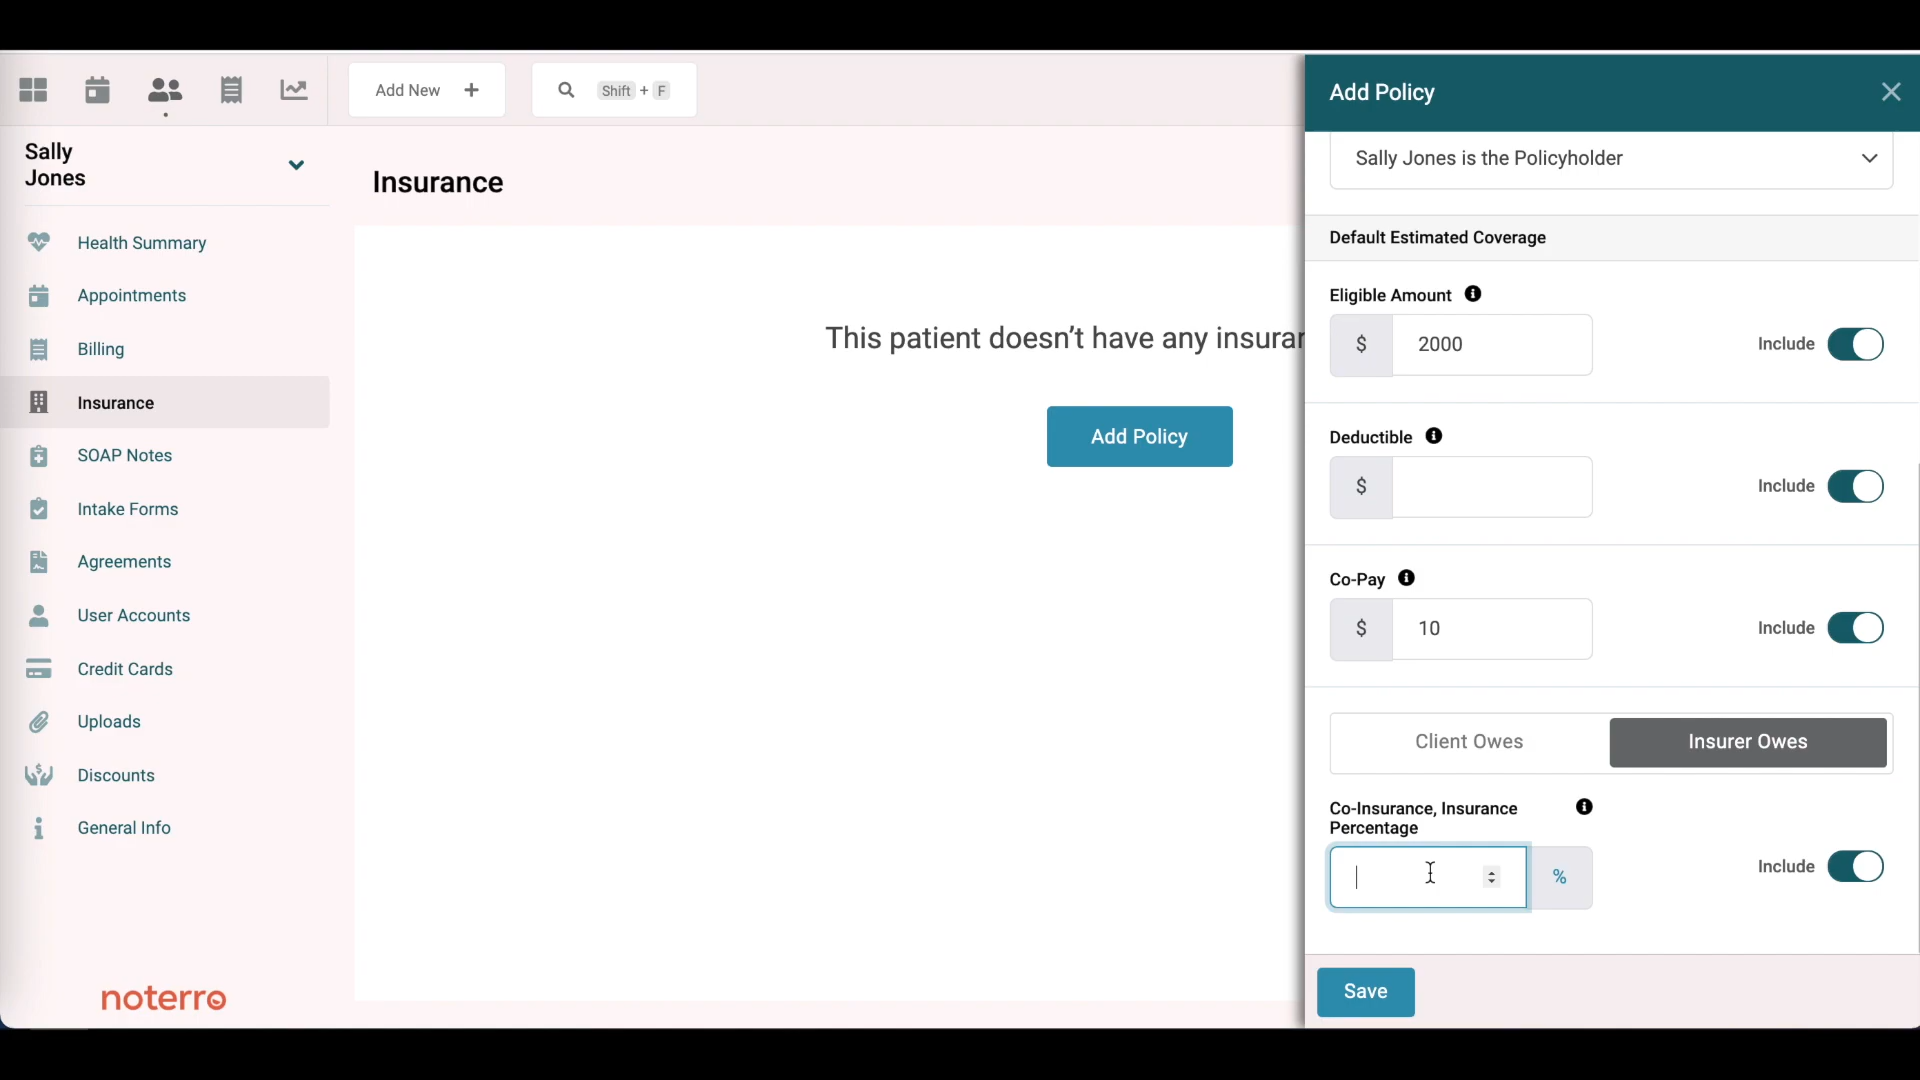 Add New +
Shift + F
Sally
Jones
Health Summary
Appointments
Billing
Insurance
SOAP Notes
Intake Forms
Agreements
User Accounts
Credit Cards
Uploads
Discounts
General Info
noterro
Insurance
This patient doesn’t have any insurar
Add Policy
Add Policy
Sally Jones is the Policyholder
Default Estimated Coverage
Eligible Amount
$ 2000 Include
Deductible
$ Include
Co-Pay
$ 10 Include
Client Owes Insurer Owes
Co-Insurance, Insurance
Percentage
% Include
Save